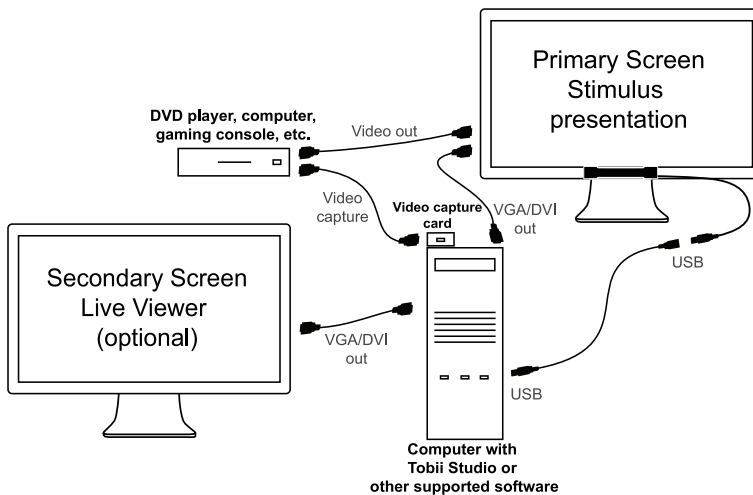 Primary Screen
Stimulus
presentation
DVD player, computer,
gaming console, etc.
Video out
Video
capture
Video capture
card
VGA/DVI
out
USB
Secondary Screen
Live Viewer
(optional)
VGA/DVI
out
USB
Computer with
Tobii Studio or
other supported software